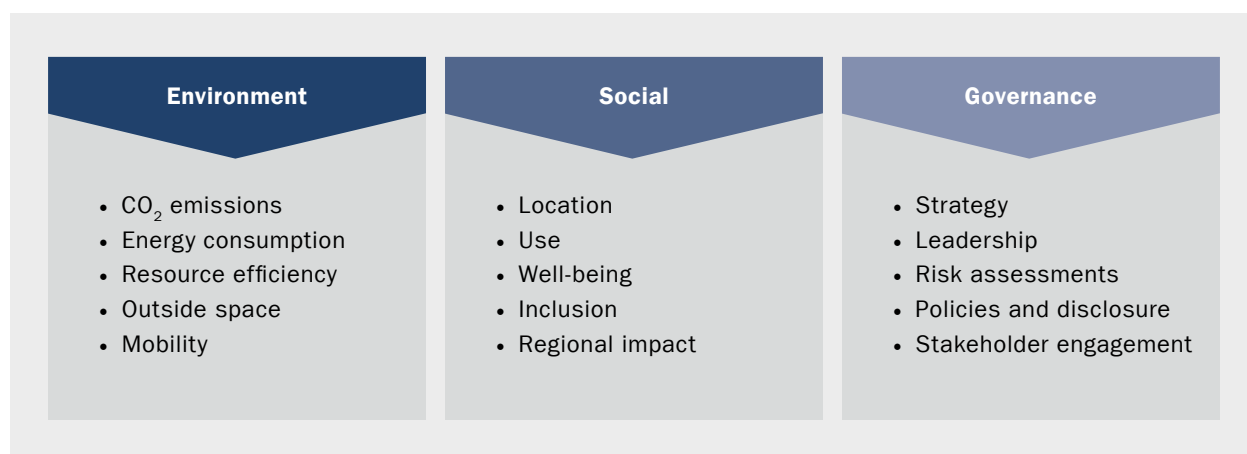 Environment
• CO₂ emissions
• Energy consumption
• Resource efficiency
• Outside space
• Mobility
Social
• Location
• Use
• Well-being
• Inclusion
• Regional impact
Governance
• Strategy
• Leadership
• Risk assessments
• Policies and disclosure
• Stakeholder engagement